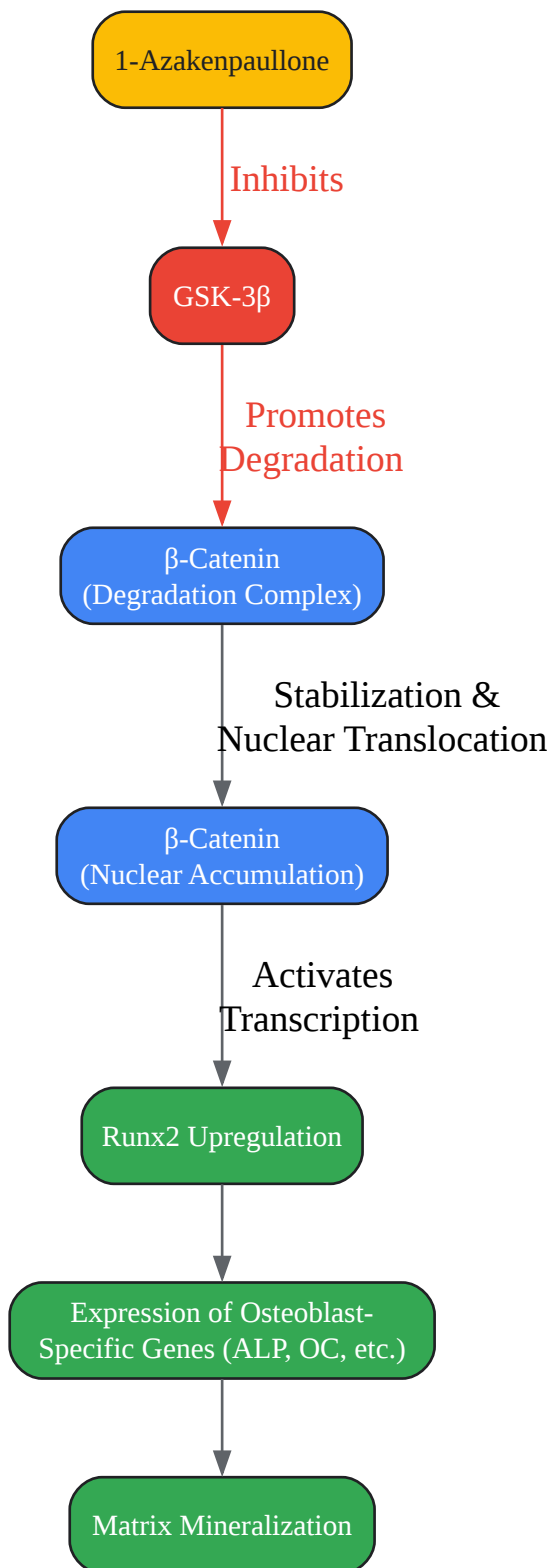 1-Azakenpaullone
Inhibits
GSK-3β
Promotes
Degradation
β-Catenin
(Degradation Complex)
Stabilization &
Nuclear Translocation
β-Catenin
(Nuclear Accumulation)
Activates
Transcription
Runx2 Upregulation
Expression of Osteoblast-
Specific Genes (ALP, OC, etc.)
Matrix Mineralization